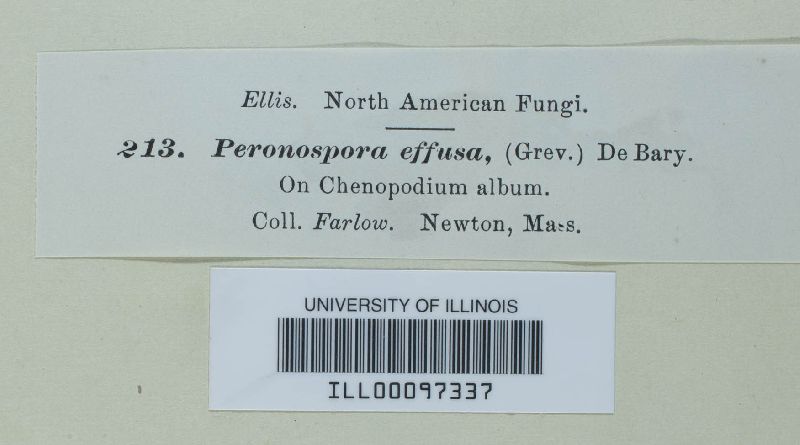 Ellis. North American Fungi.
213. Peronospora effusa, (Grev.) De Bary.
On Chenopodium album.
Coll. Farlow. Newton, Mass.
UNIVERSITY OF ILLINOIS
ILL00097337